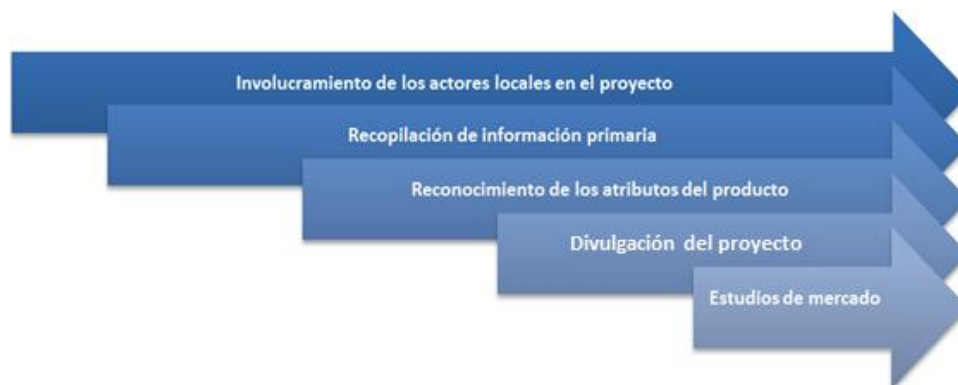 Involucramiento de los actores locales en el proyecto
Recopilación de información primaria
Reconocimiento de los atributos del producto
Divulgación del proyecto
Estudios de mercado